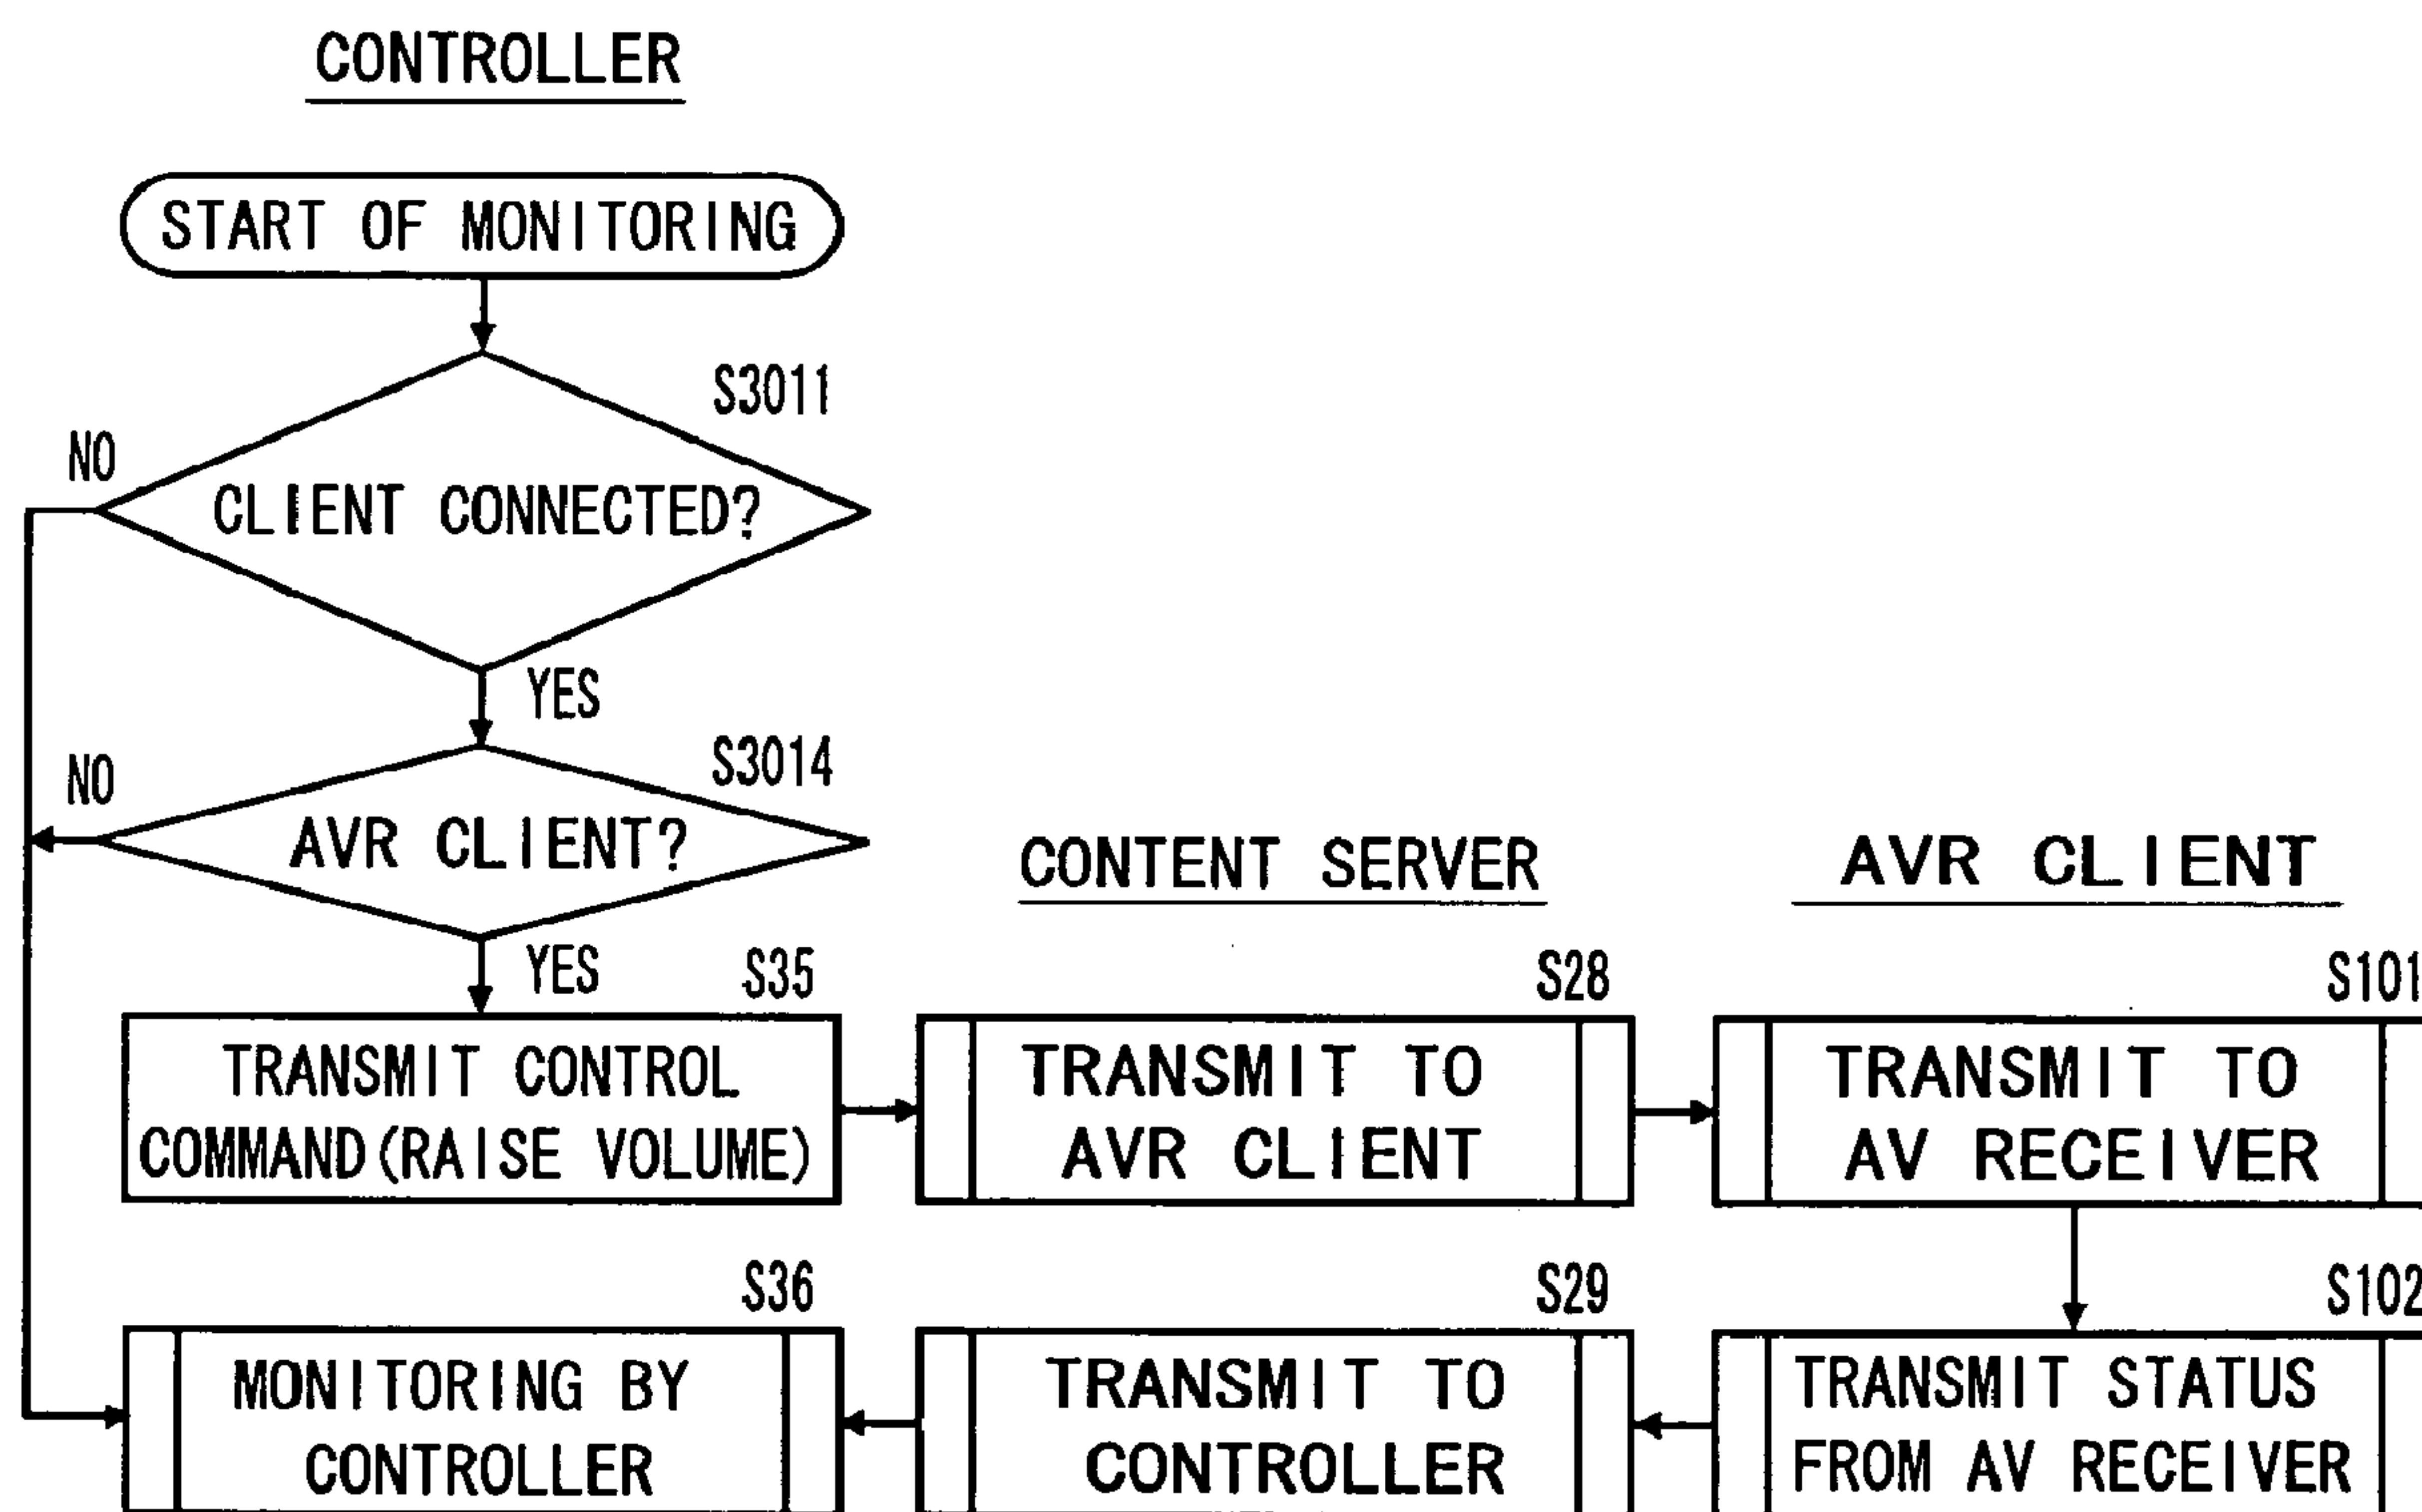 CONTROLLER
START OF MONITORING
S3011
NO
CLIENT CONNECTED?
YES
S3014
NO
AVR CLIENT?
CONTENT SERVER
AVR CLIENT
YES
S35
S28
S101
TRANSMIT CONTROL
COMMAND(RAISE VOLUME)
TRANSMIT TO
AVR CLIENT
TRANSMIT TO
AV RECEIVER
S36
S29
S102
MONITORING BY
CONTROLLER
TRANSMIT TO
CONTROLLER
TRANSMIT STATUS
FROM AV RECEIVER